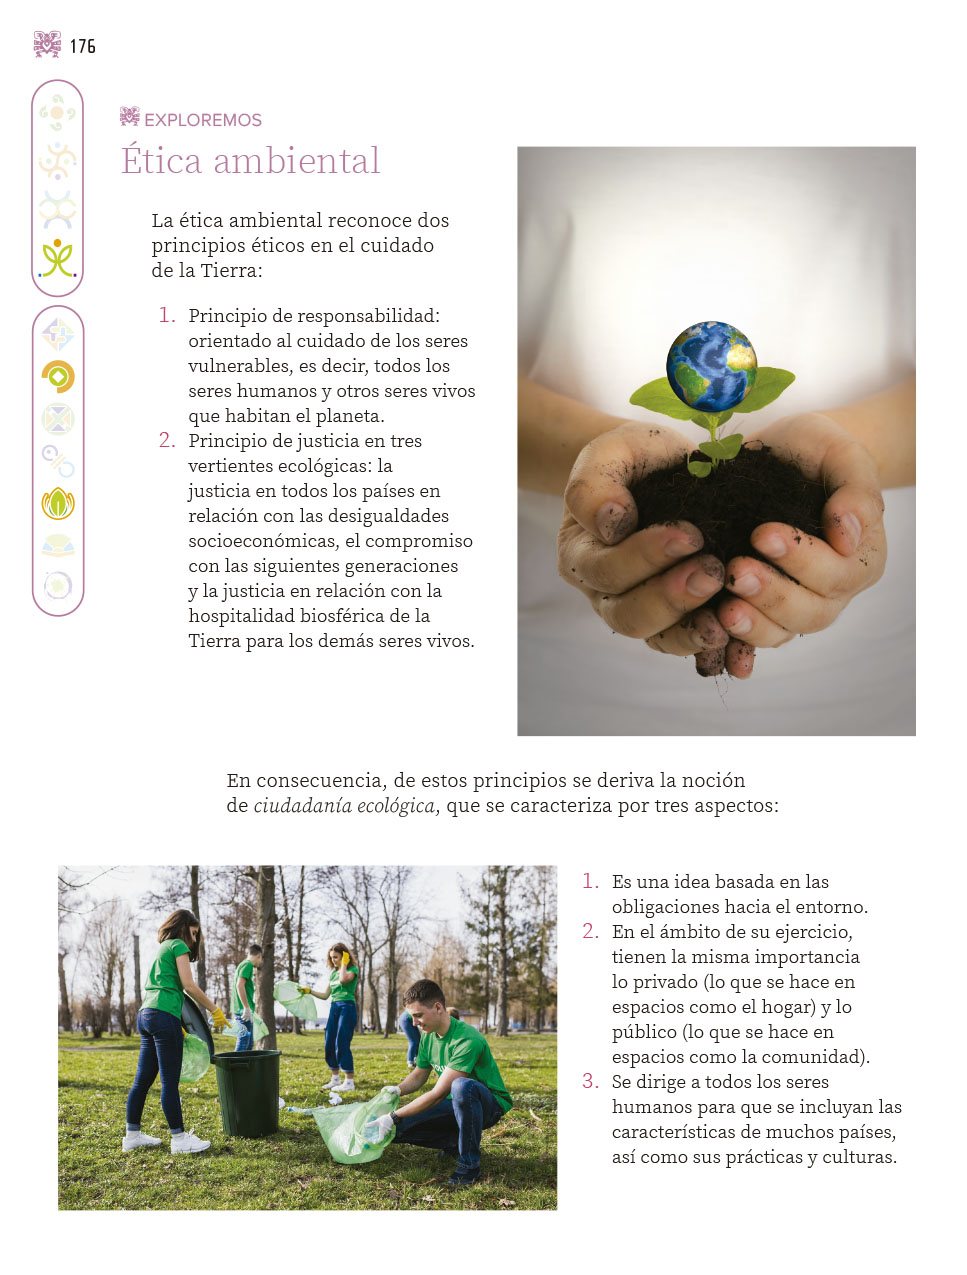 176
EXPLOREMOS
Ética ambiental
La ética ambiental reconoce dos
principios éticos en el cuidado
de la Tierra:
1. Principio de responsabilidad:
orientado al cuidado de los seres
vulnerables, es decir, todos los
seres humanos y otros seres vivos
que habitan el planeta.
2. Principio de justicia en tres
vertientes ecológicas: la
justicia en todos los países en
relación con las desigualdades
socioeconómicas, el compromiso
con las siguientes generaciones
y la justicia en relación con la
hospitalidad biosférica de la
Tierra para los demás seres vivos.
En consecuencia, de estos principios se deriva la noción
de ciudadanía ecológica, que se caracteriza por tres aspectos:
1. Es una idea basada en las
obligaciones hacia el entorno.
2. En el ámbito de su ejercicio,
tienen la misma importancia
lo privado (lo que se hace en
espacios como el hogar) y lo
público (lo que se hace en
espacios como la comunidad).
3. Se dirige a todos los seres
humanos para que se incluyan las
características de muchos países,
así como sus prácticas y culturas.